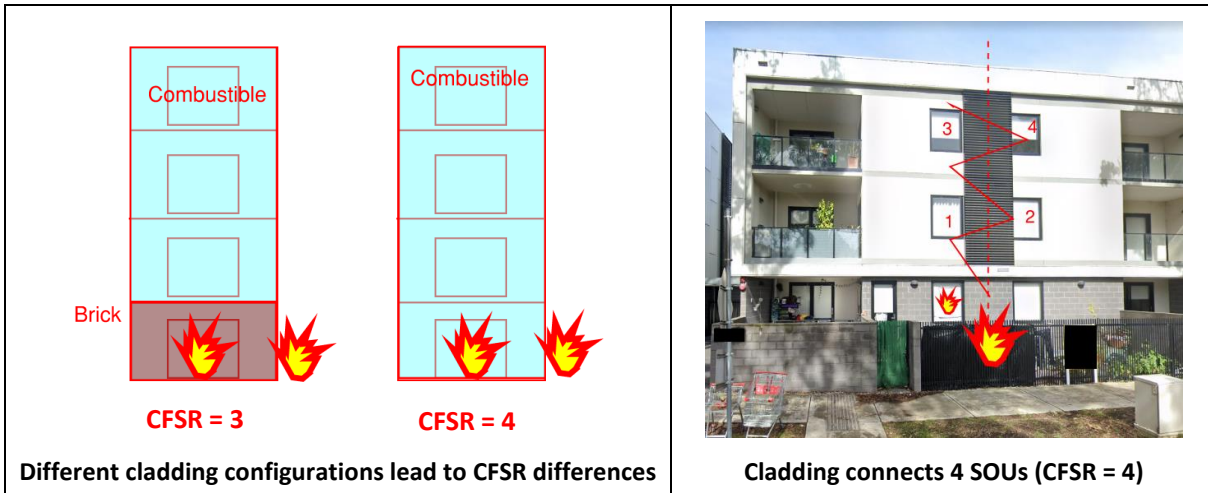 Combustible
Combustible
Brick
CFSR = 3
CFSR = 4
Different cladding configurations lead to CFSR differences
3
4
1
2
Cladding connects 4 SOUs (CFSR = 4)